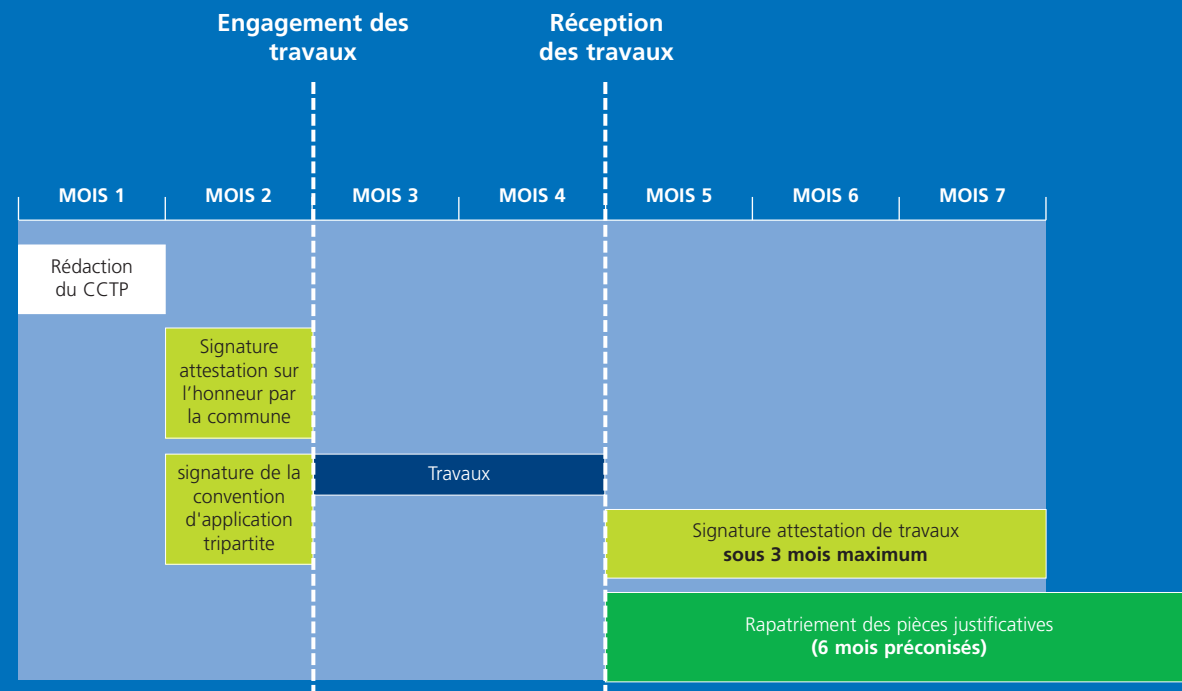 Engagement des
travaux
Réception
des travaux
MOIS 1
MOIS 2
MOIS 3
MOIS 4
MOIS 5
MOIS 6
MOIS 7
Rédaction
du CCTP
Signature
attestation sur
l'honneur par
la commune
signature de la
convention
d'application
tripartite
Travaux
Signature attestation de travaux
sous 3 mois maximum
Rapatriement des pièces justificatives
(6 mois préconisés)